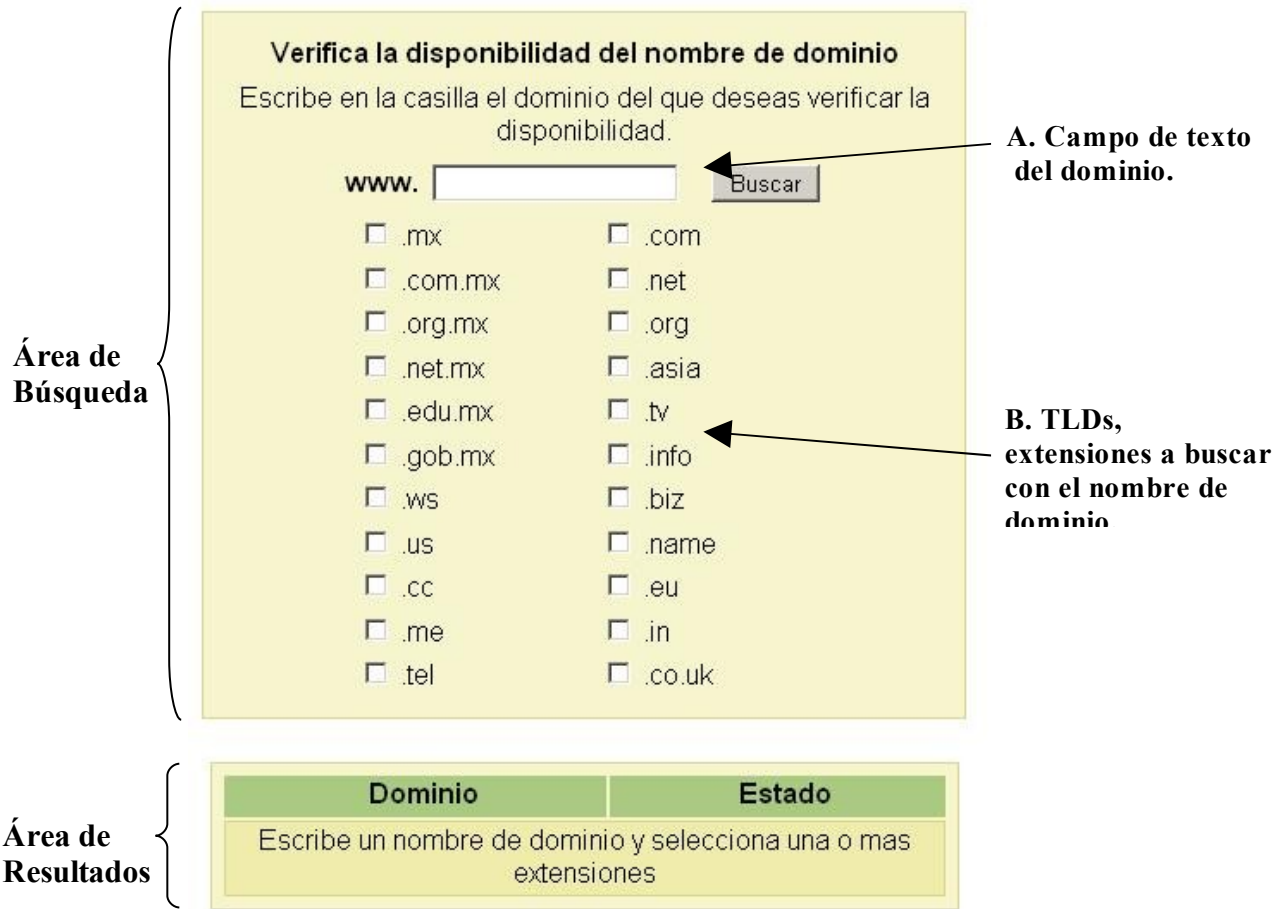 Verifica la disponibilidad del nombre de dominio
Escribe en la casilla el dominio del que deseas verificar la
disponibilidad.
www.
Buscar
A. Campo de texto
del dominio.
.mx .com
.com.mx .net
.org.mx .org
.net.mx .asia
.edu.mx .tv
.gob.mx .info
.ws .biz
.us .name
.cc .eu
.me .in
.tel .co.uk
Área de
Búsqueda
B. TLDs,
extensiones a buscar
con el nombre de
dominio
Dominio Estado
Escribe un nombre de dominio y selecciona una o mas
extensiones
Área de
Resultados